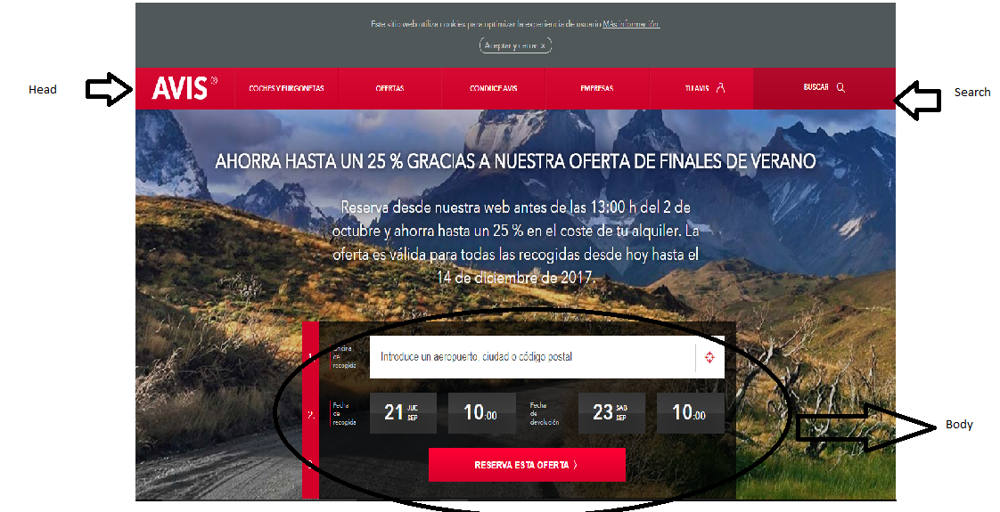 Este sitio web utiliza cookies para optimizar la experiencia de usuario Más información.
Aceptar y cerrar ×
Head
AVIS®
COCHES Y FURGONETAS
OFERTAS
CONDUCE AVIS
EMPRESAS
TU AVIS
BUSCAR
Search
AHORRA HASTA UN 25 % GRACIAS A NUESTRA OFERTA DE FINALES DE VERANO
Reserva desde nuestra web antes de las 13:00 h del 2 de
octubre y ahorra hasta un 25 % en el coste de tu alquiler. La
oferta es válida para todas las recogidas desde hoy hasta el
14 de diciembre de 2017.
1.
Oficina
de
recogida
Introduce un aeropuerto, ciudad o código postal
2.
Fecha
de
recogida
21 JUE
SEP
10:00
Fecha
de
devolución
23 SAB
SEP
10:00
RESERVA ESTA OFERTA
Body